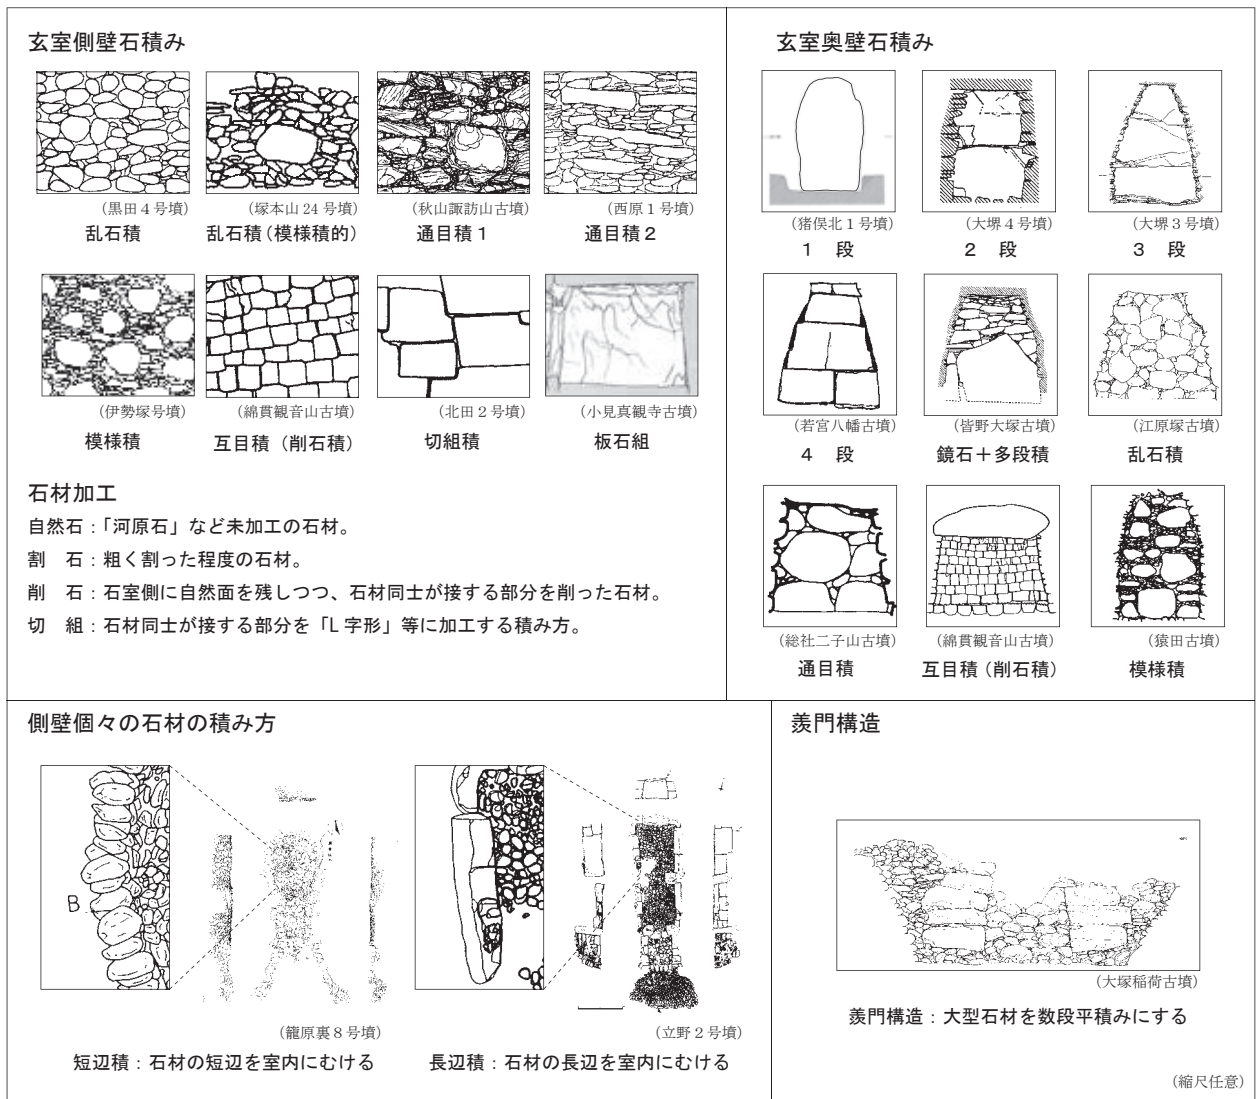 玄室側壁石積み
（黒田４号墳）
乱石積
（塚本山 24 号墳）
乱石積（模様積的）
（秋山諏訪山古墳）
通目積１
（西原１号墳）
通目積２
（伊勢塚号墳）
模様積
（綿貫観音山古墳）
互目積（削石積）
（北田２号墳）
切組積
（小見真観寺古墳）
板石組
石材加工
自然石：「河原石」など未加工の石材。
割　石：粗く割った程度の石材。
削　石：石室側に自然面を残しつつ、石材同士が接する部分を削った石材。
切　組：石材同士が接する部分を「L 字形」等に加工する積み方。
玄室奥壁石積み
（猪俣北１号墳）
１　段
（大堺４号墳）
２　段
（大堺３号墳）
３　段
（若宮八幡古墳）
４　段
（皆野大塚古墳）
鏡石＋多段積
（江原塚古墳）
乱石積
（総社二子山古墳）
通目積
（綿貫観音山古墳）
互目積（削石積）
（猿田古墳）
模様積
側壁個々の石材の積み方
B
（籠原裏８号墳）
短辺積：石材の短辺を室内にむける
（立野２号墳）
長辺積：石材の長辺を室内にむける
羨門構造
（大塚稲荷古墳）
羨門構造：大型石材を数段平積みにする
（縮尺任意）